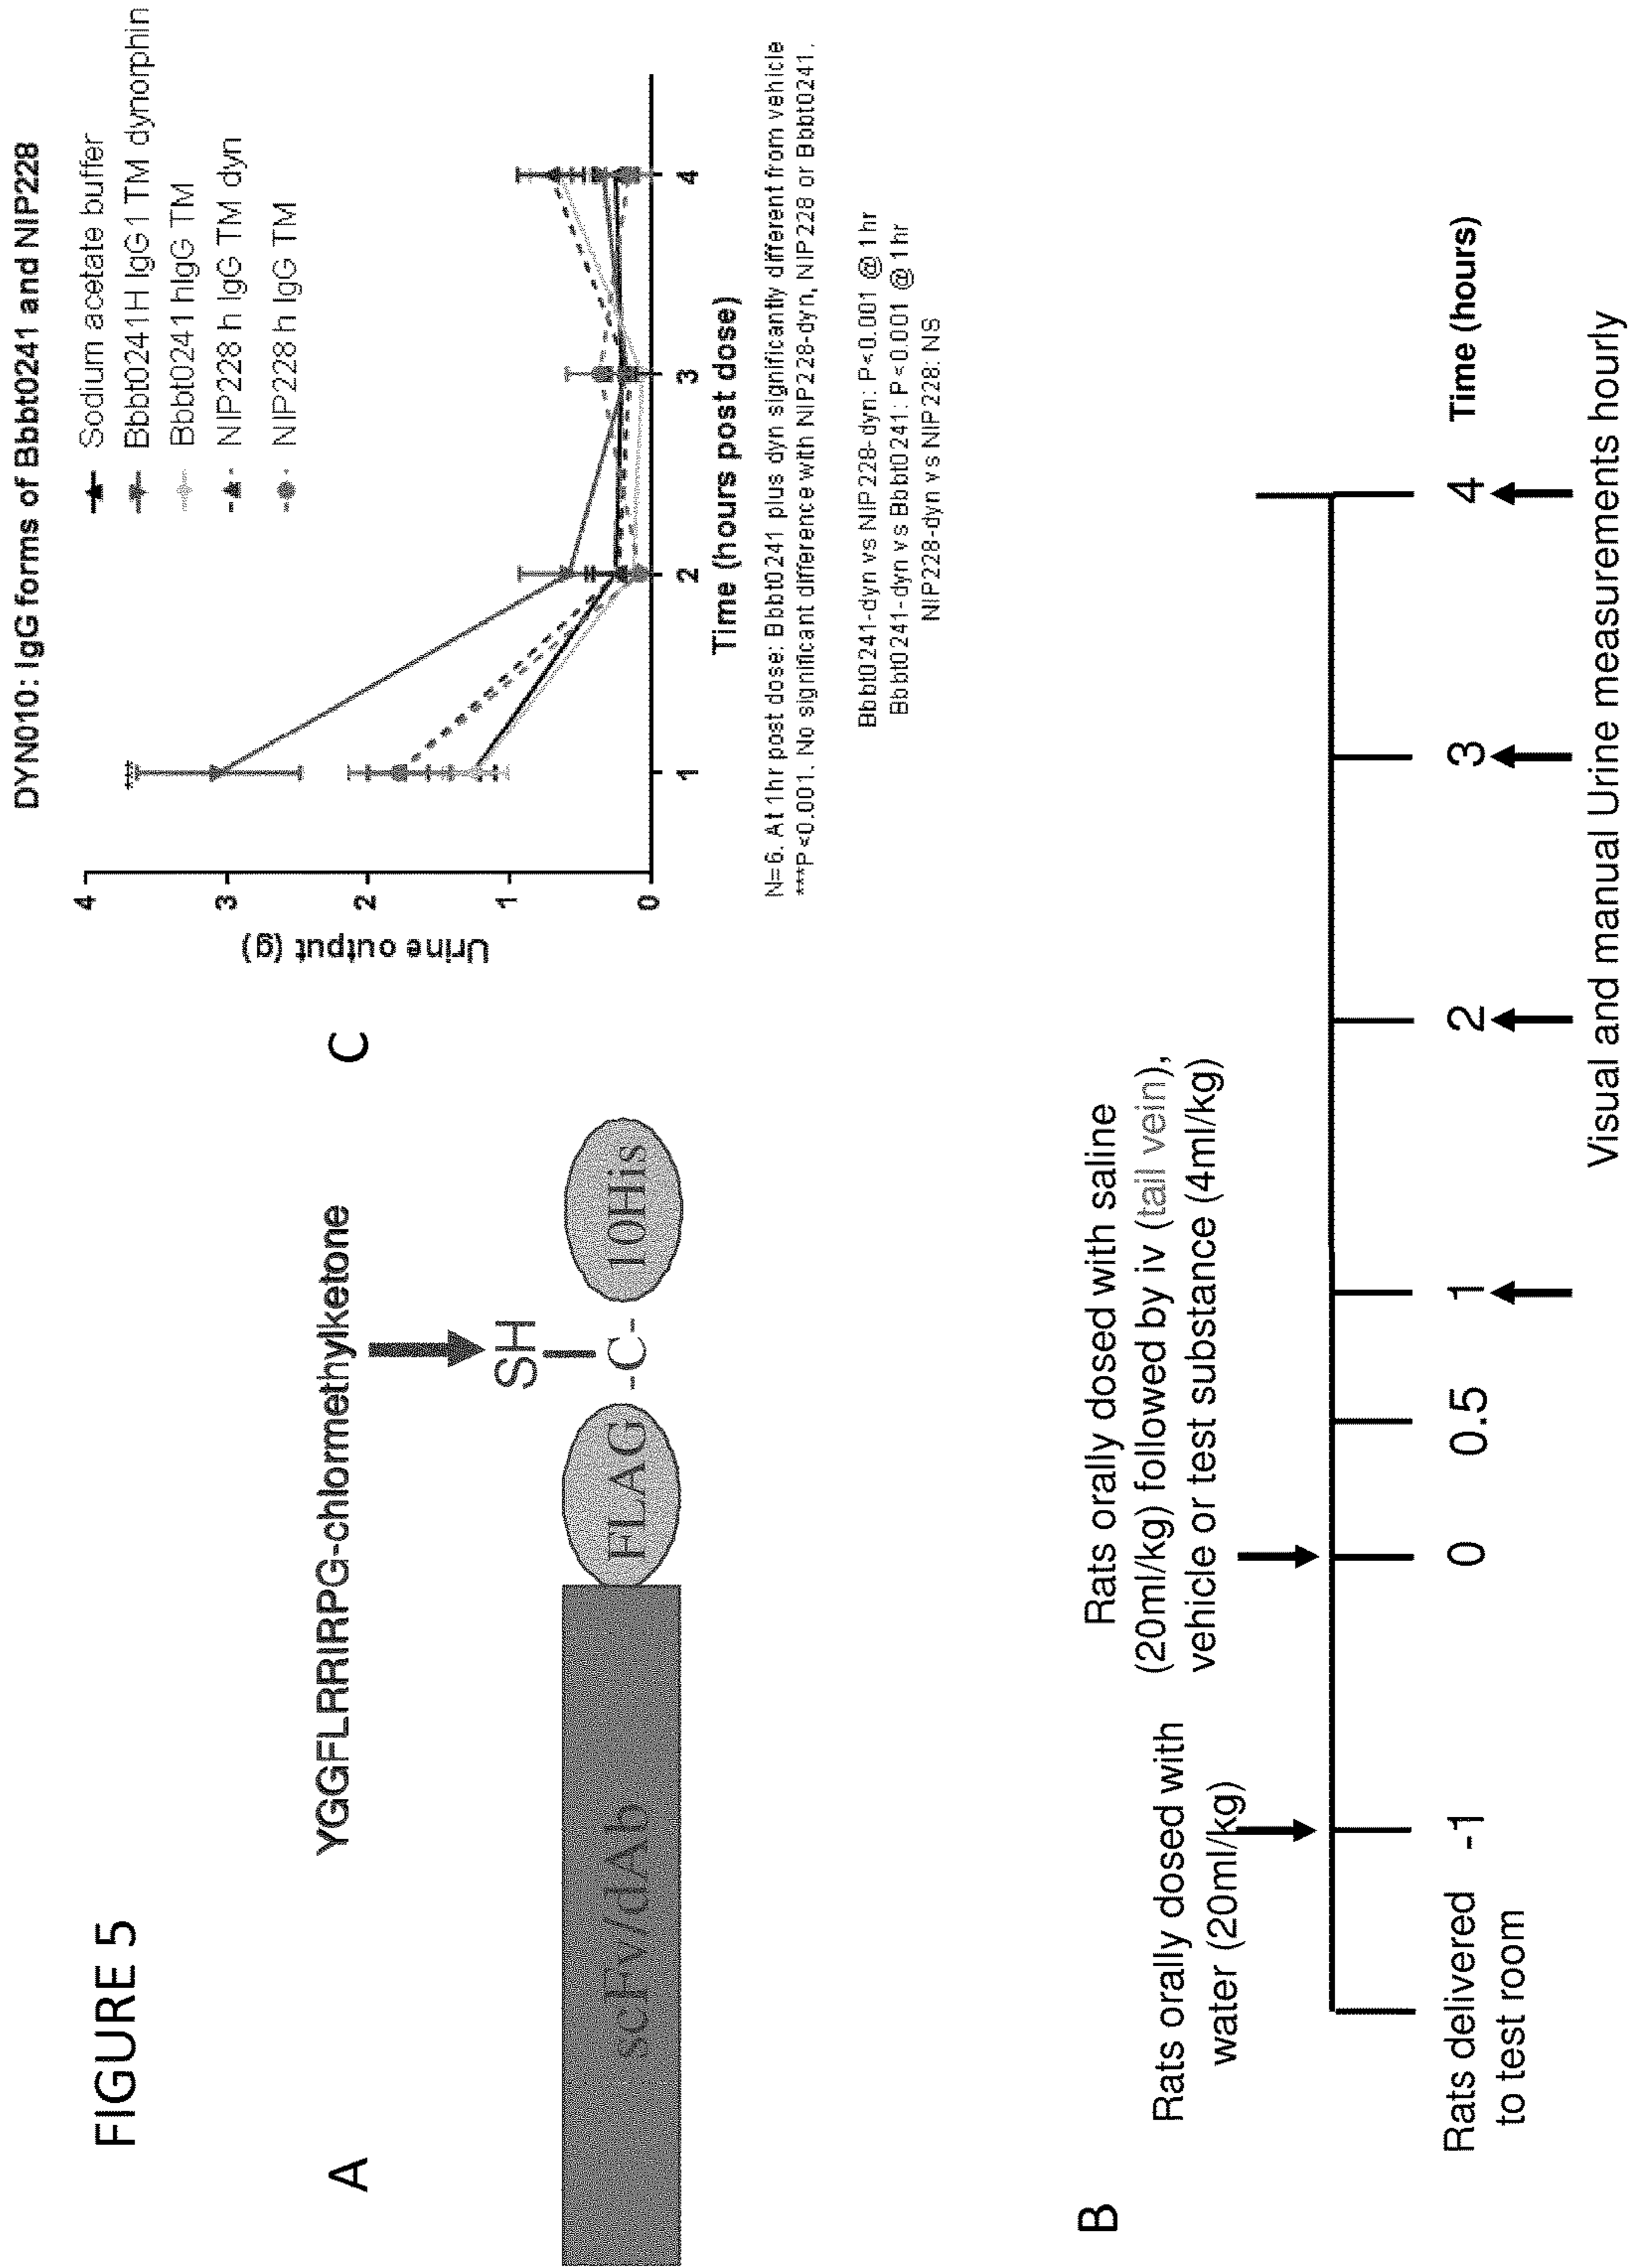 FIGURE 5
A
YGGFLRRIRPG-chlormethylketone
SH
scFv/dAb
FLAG
-C-
10His
C
DYN010: IgG forms of Bbbt0241 and NIP228
Sodium acetate buffer
Bbbt0241H IgG1 TM dynorphin
Bbbt0241 hIgG TM
NIP228 h IgG TM dyn
NIP228 h IgG TM
Urine output (g)
4
3
2
1
0
***
1
2
3
4
Time (hours post dose)
N=6. At 1hr post dose: Bbbt0241 plus dyn significantly different from vehicle
***P<0.001. No significant difference with NIP228-dyn, NIP228 or Bbbt0241.
Bbbt0241-dyn vs NIP228-dyn: P<0.001 @ 1hr
Bbbt0241-dyn vs Bbbt0241: P<0.001 @ 1hr
NIP228-dyn vs NIP228: NS
B
Rats orally dosed with
water (20ml/kg)
Rats orally dosed with saline
(20ml/kg) followed by iv (tail vein),
vehicle or test substance (4ml/kg)
Rats delivered
to test room
-1
0
0.5
1
2
3
4
Time (hours)
Visual and manual Urine measurements hourly